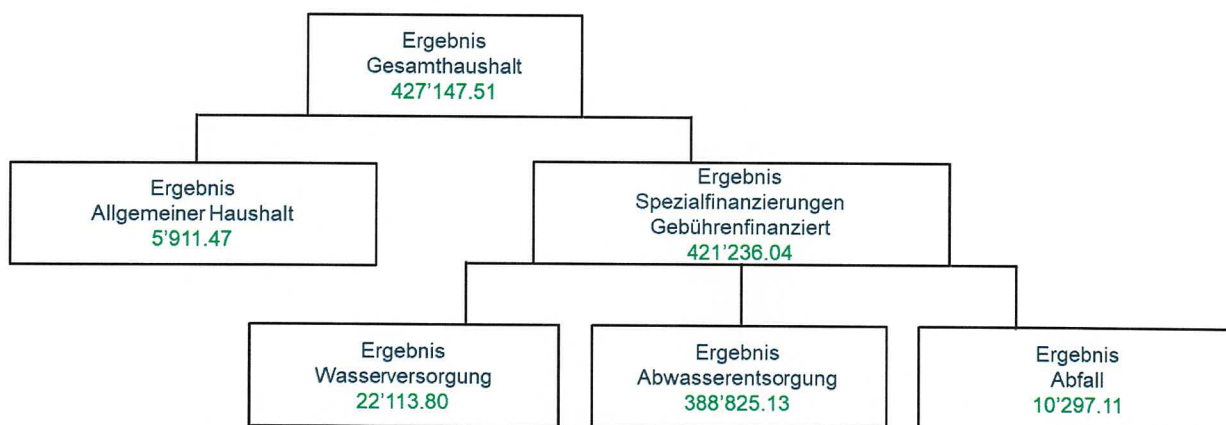 Ergebnis
Gesamthaushalt
427'147.51
Ergebnis
Allgemeiner Haushalt
5'911.47
Ergebnis
Spezialfinanzierungen
Gebührenfinanziert
421'236.04
Ergebnis
Wasserversorgung
22'113.80
Ergebnis
Abwasserentsorgung
388'825.13
Ergebnis
Abfall
10'297.11